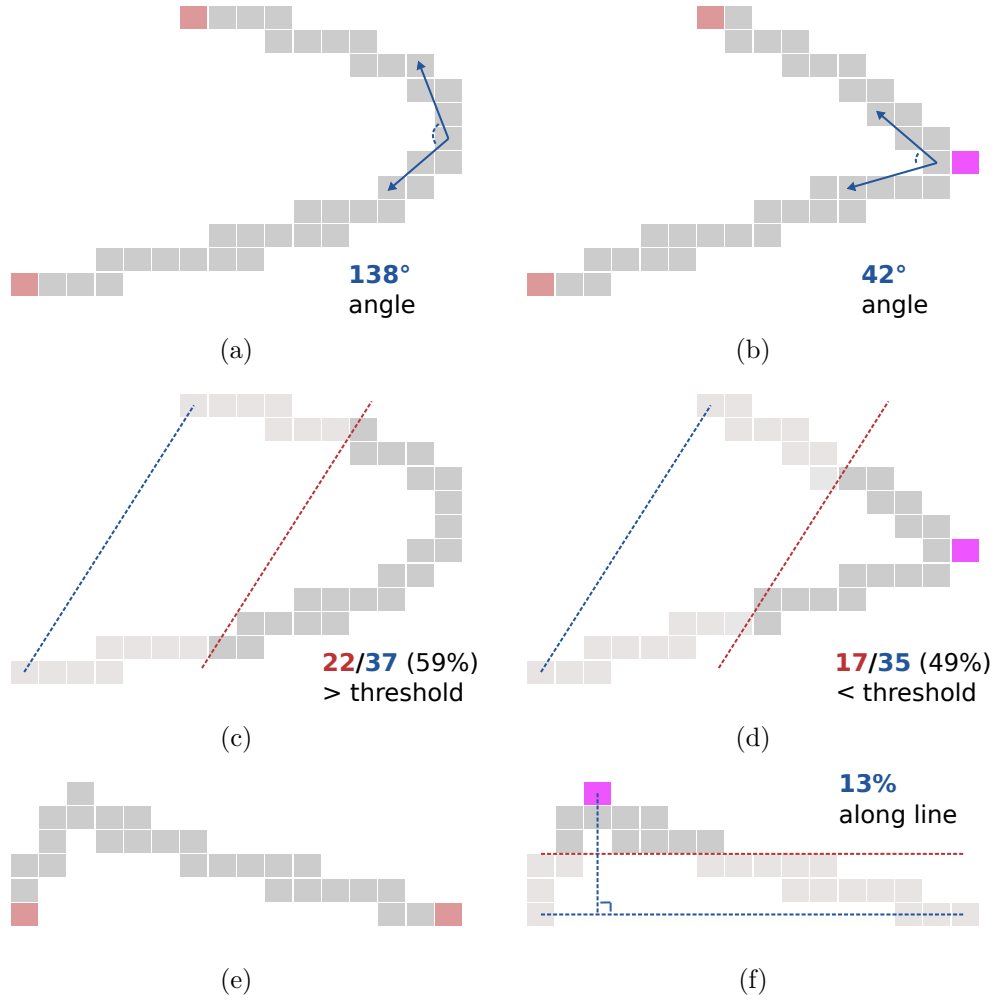 138°
angle
42°
angle
(a)
(b)
22/37 (59%)
> threshold
17/35 (49%)
< threshold
(c)
(d)
13%
along line
(e)
(f)